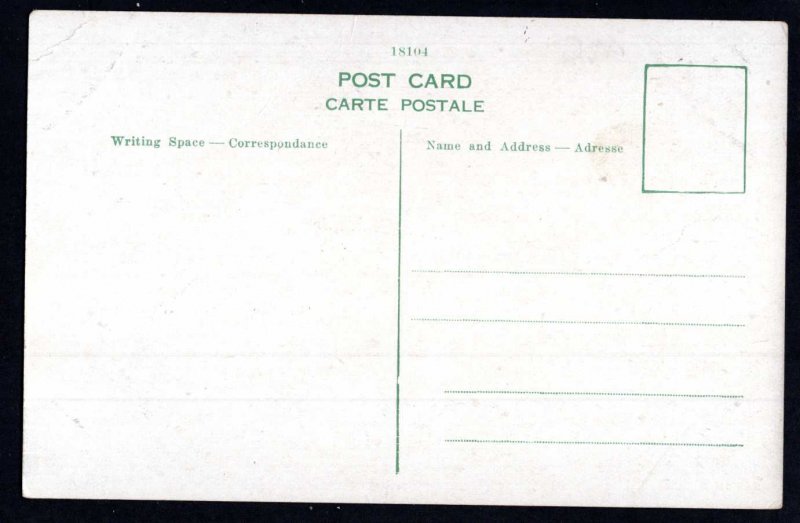 18104
POST CARD
CARTE POSTALE
Writing Space — Correspondance
Name and Address — Adresse